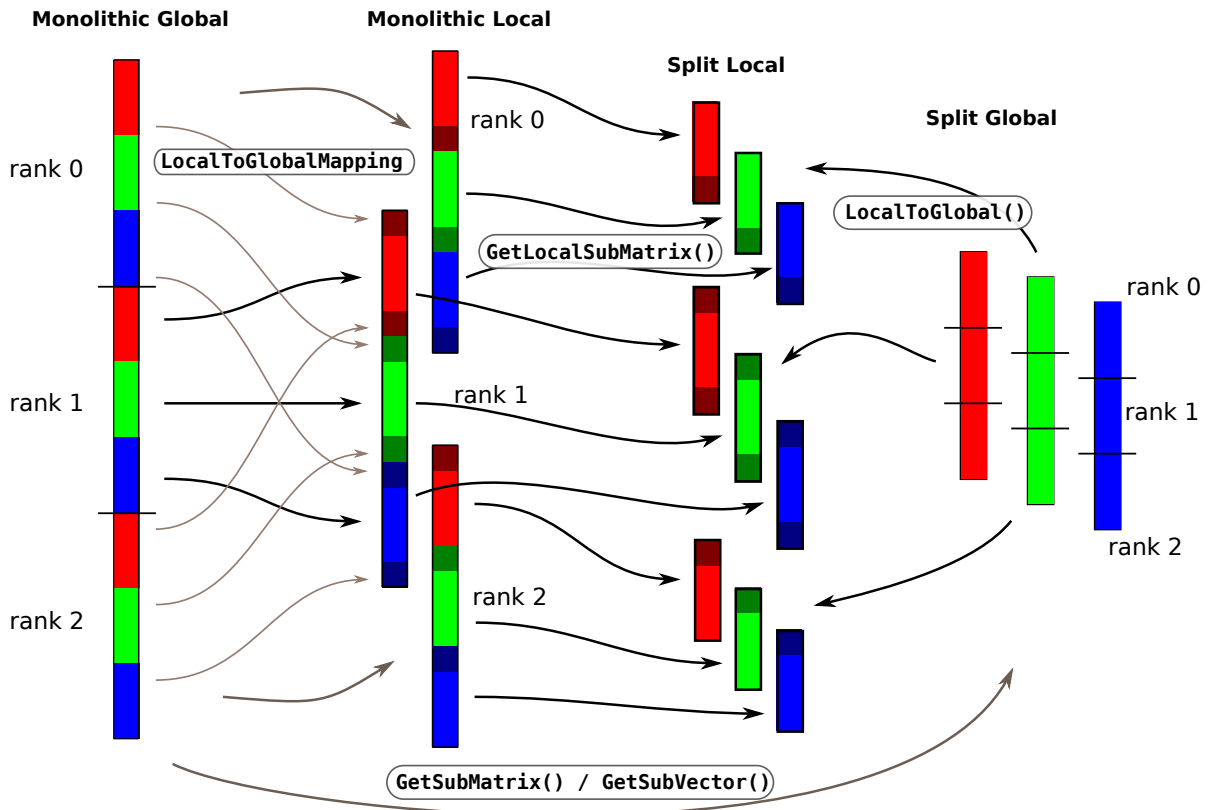 Monolithic Global
Monolithic Local
Split Local
Split Global
rank 0
rank 1
rank 2
LocalToGlobalMapping
rank 0
rank 1
rank 2
GetLocalSubMatrix()
LocalToGlobal()
rank 0
rank 1
rank 2
GetSubMatrix() / GetSubVector()